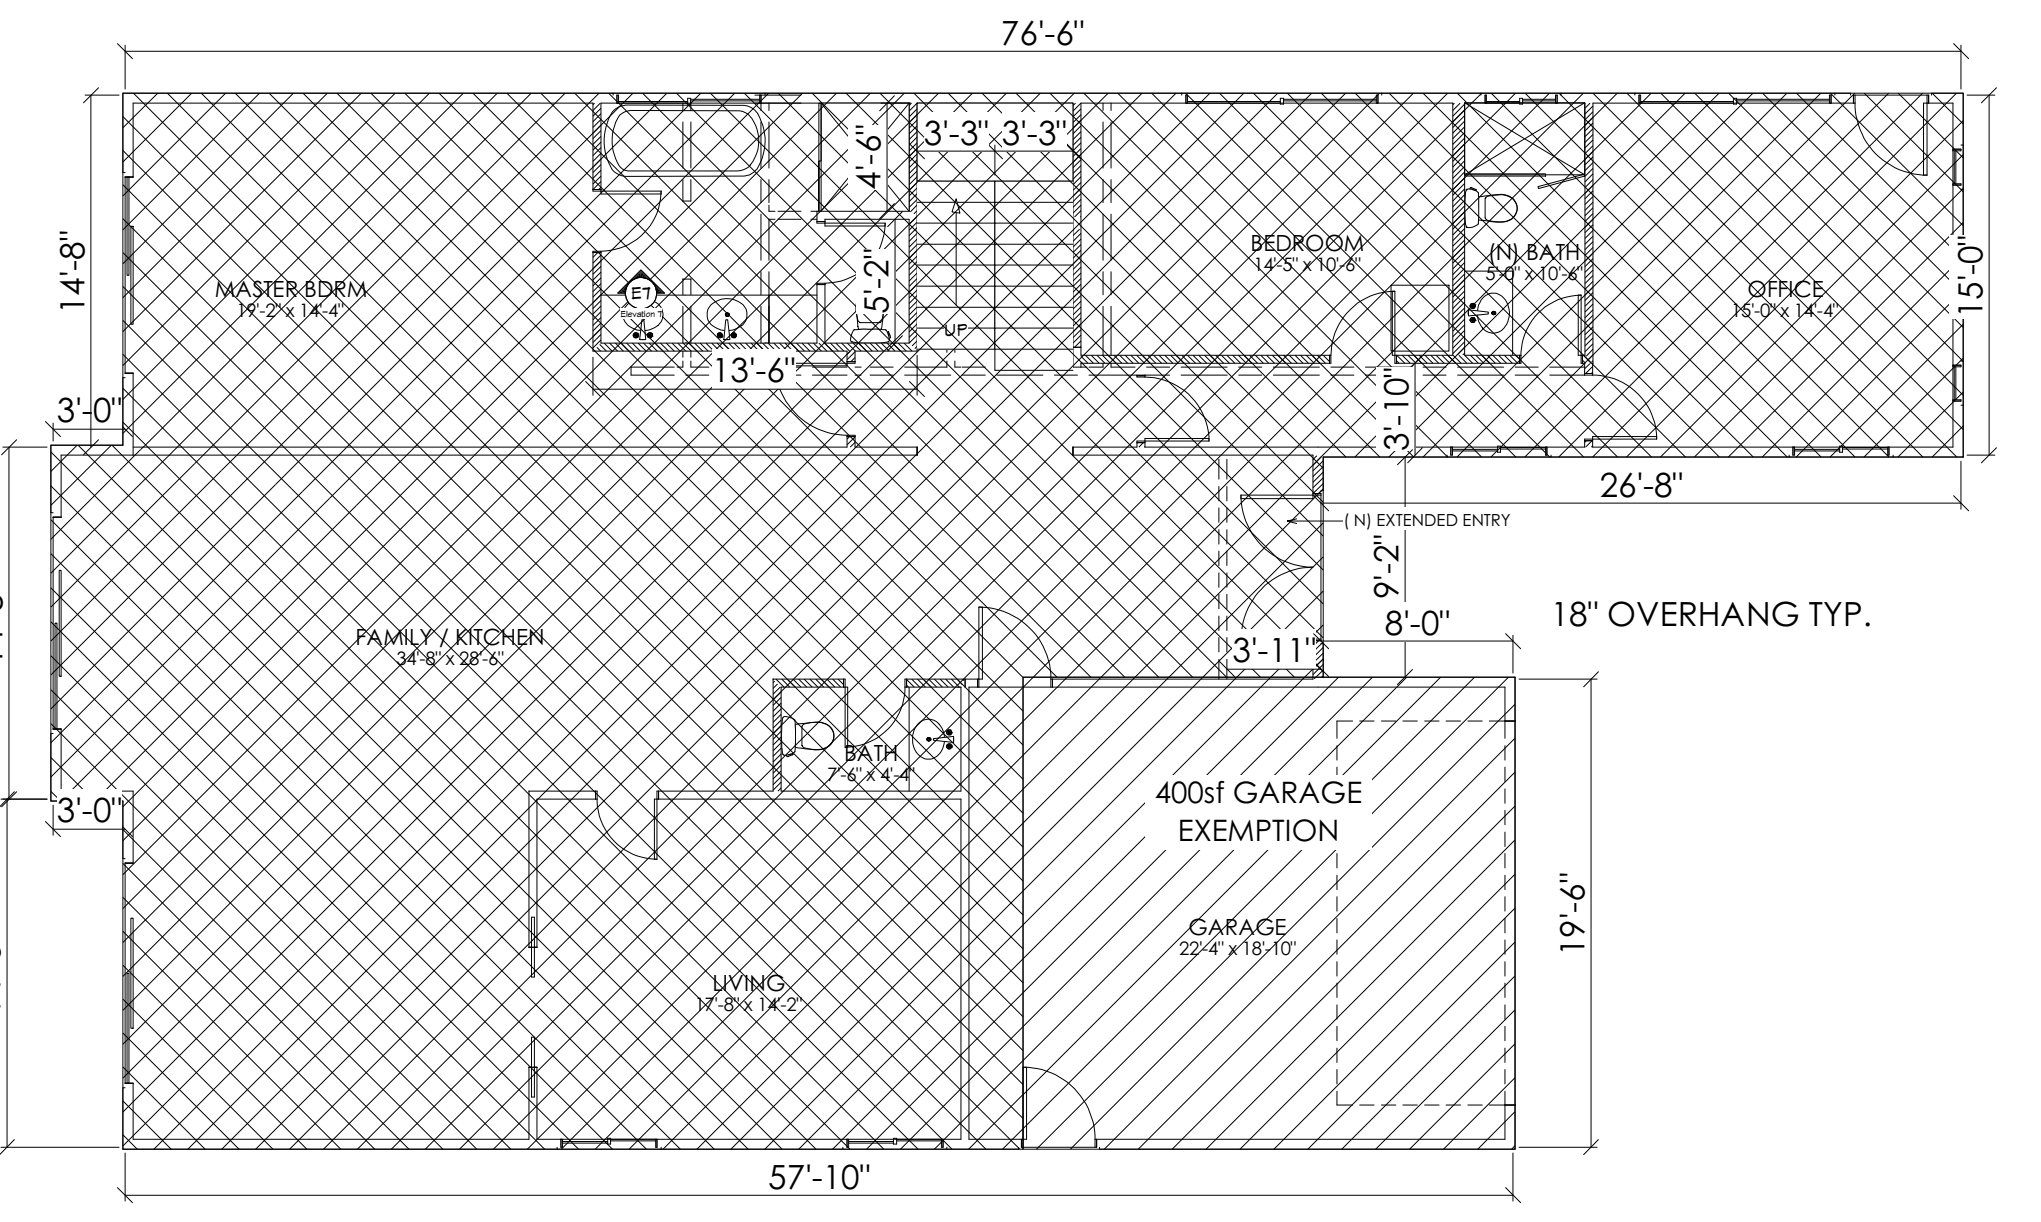 76'-6"
3'-3" 3'-3"
4'-6"
14'-8"
BEDROOM
14'-5" x 10'-6"
(N) BATH
5'-0" x 10'-6"
5'-2"
15'-0"
MASTER BDRM
19'-2" x 14'-4"
E7
Elevation 7
OFFICE
15'-0" x 14'-4"
UP
13'-6"
3'-10"
3'-0"
26'-8"
( N) EXTENDED ENTRY
9'-2"
8'-0"
18" OVERHANG TYP.
FAMILY / KITCHEN
34'-8" x 28'-6"
3'-11"
BATH
7'-6" x 4'-4"
3'-0"
400sf GARAGE
EXEMPTION
19'-6"
GARAGE
22'-4" x 18'-10"
LIVING
17'-8" x 14'-2"
57'-10"